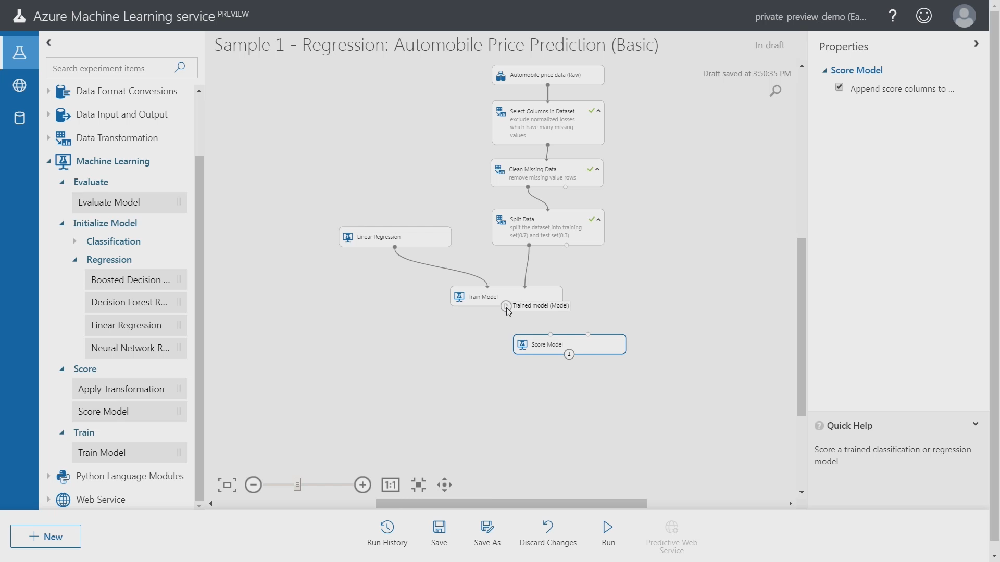 Azure Machine Learning service PREVIEW
private_preview_demo (Ea...
?
Search experiment items
Data Format Conversions
Data Input and Output
Data Transformation
Machine Learning
Evaluate
Evaluate Model
Initialize Model
Classification
Regression
Boosted Decision ...
Decision Forest R...
Linear Regression
Neural Network R...
Score
Apply Transformation
Score Model
Train
Train Model
Python Language Modules
Web Service
Sample 1 - Regression: Automobile Price Prediction (Basic)
In draft
Draft saved at 3:50:35 PM
Automobile price data (Raw)
Select Columns in Dataset
exclude normalized losses
which have many missing
values
Clean Missing Data
remove missing value rows
Split Data
split the dataset into training
set(0.7) and test set(0.3)
Linear Regression
Train Model
Trained model (Model)
Score Model
1
1:1
Properties
Score Model
Append score columns to ...
? Quick Help
Score a trained classification or regression
model
+ New
Run History
Save
Save As
Discard Changes
Run
Predictive Web
Service